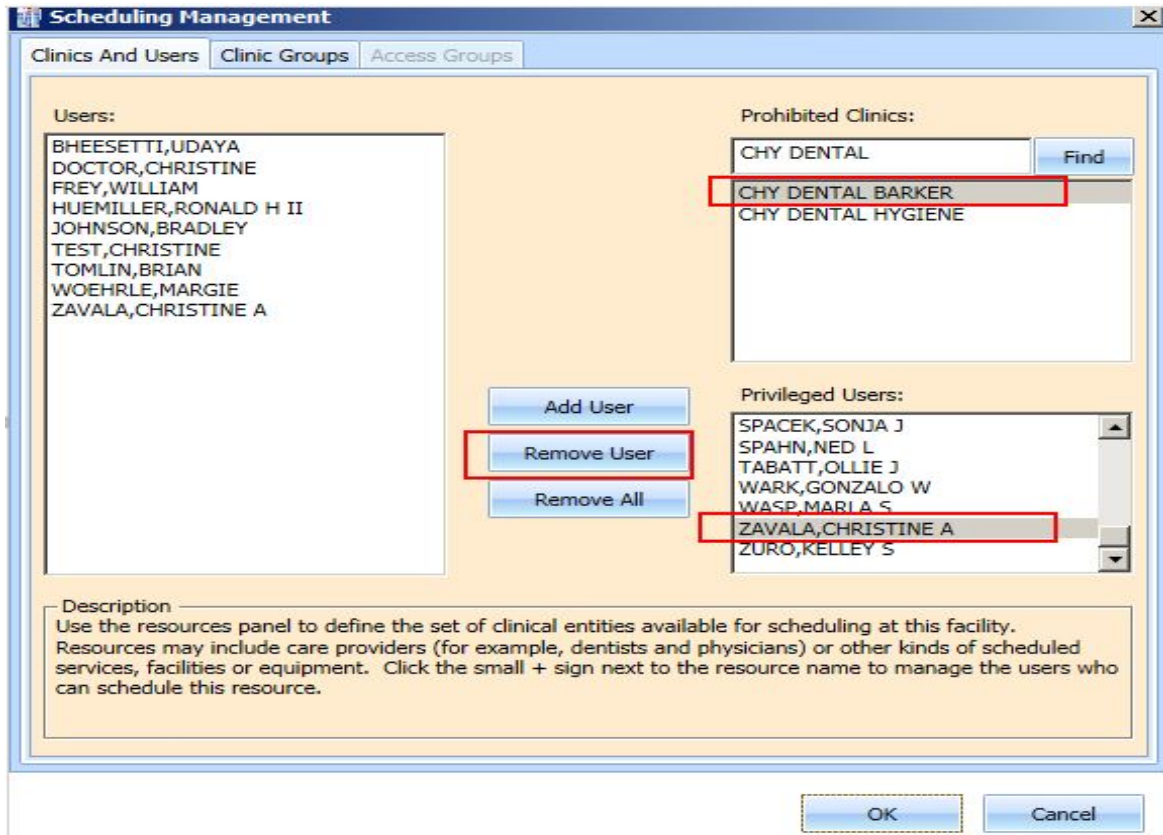 Scheduling Management
Clinics And Users Clinic Groups Access Groups
Users:
BHEESETTI,UDAYA
DOCTOR,CHRISTINE
FREY,WILLIAM
HUEMILLER,RONALD H II
JOHNSON,BRADLEY
TEST,CHRISTINE
TOMLIN,BRIAN
WOEHRLE,MARGIE
ZAVALA,CHRISTINE A
Add User
Remove User
Remove All
Prohibited Clinics:
CHY DENTAL Find
CHY DENTAL BARKER
CHY DENTAL HYGIENE
Privileged Users:
SPACEK,SONJA J
SPAHN,NED L
TABATT,OLLIE J
WARK,GONZALO W
WASP,MARLA S
ZAVALA,CHRISTINE A
ZURO,KELLEY S
Description
Use the resources panel to define the set of clinical entities available for scheduling at this facility.
Resources may include care providers (for example, dentists and physicians) or other kinds of scheduled
services, facilities or equipment. Click the small + sign next to the resource name to manage the users who
can schedule this resource.
OK Cancel